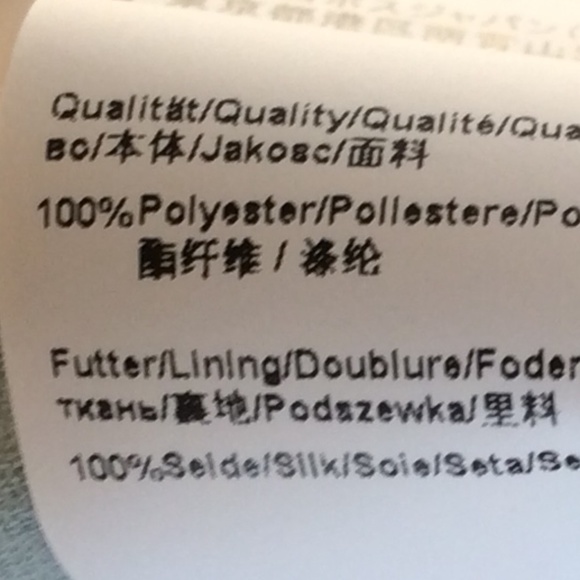 Qualität/Quality/Qualité/Qua
вс/本体/Jakosc/面料
100%Polyester/Poliestere/Po
酯纤维 / 涤纶
Futter/Lining/Doublure/Foder
ткань/裏地/Podszewka/里料
100%Seide/Silk/Soie/Seta/Se